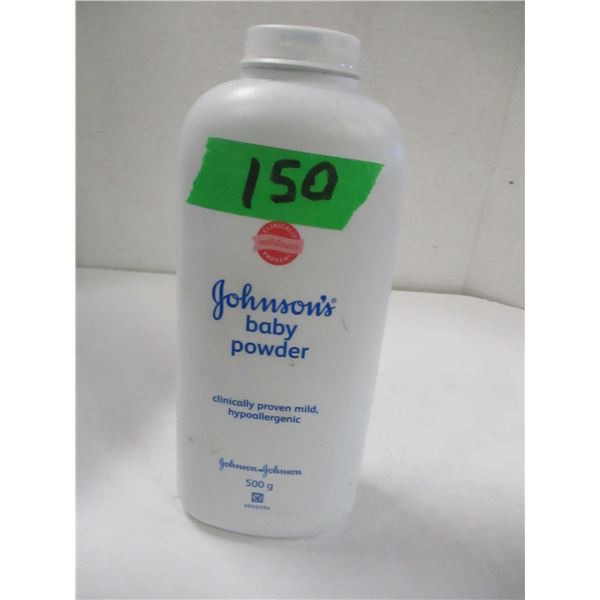 150
CLINICALLY
mildness
PROVEN
Johnson's®
baby
powder
clinically proven mild,
hypoallergenic
Johnson & Johnson
500 g